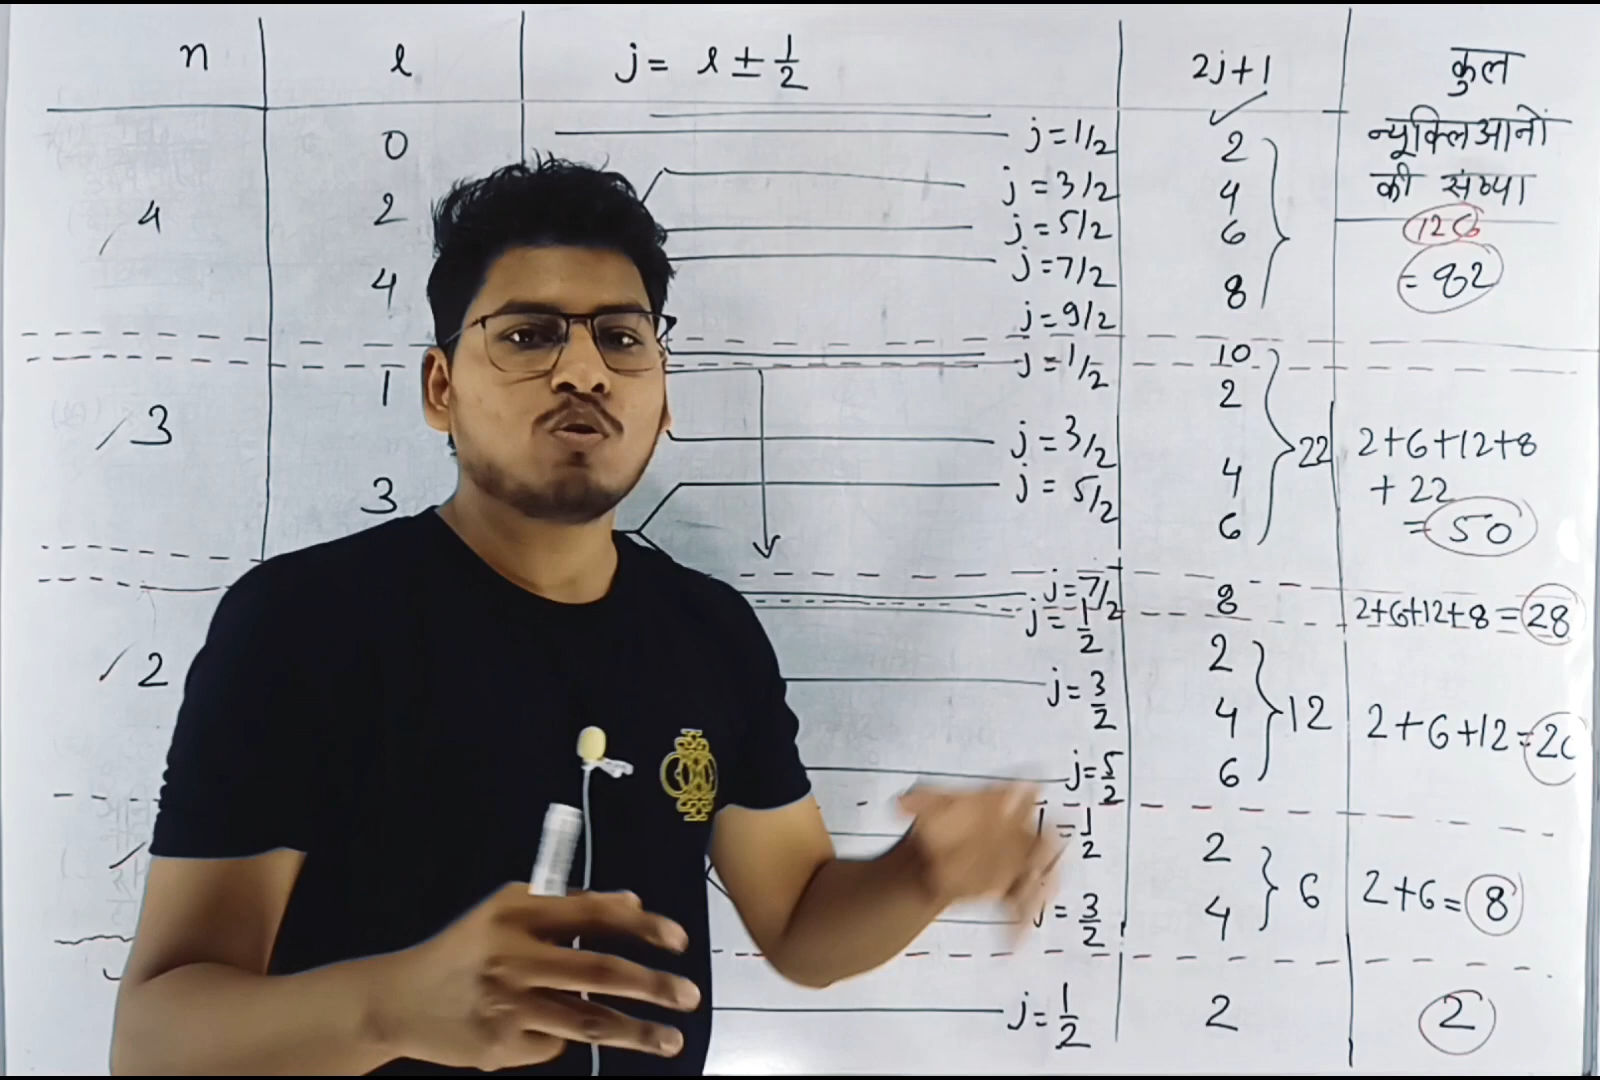 n l j = l ± 1/2 2j+1 कुल
न्यूक्लिआनों
की संख्या
4
0 j = 1/2 2
2 j = 3/2 4
j = 5/2 6
4 j = 7/2 8
j = 9/2 10
126
= 82
3
1 j = 1/2 2
j = 3/2 4
3 j = 5/2 6
22
2+6+12+8
+ 22
= 50
j = 7/2 8 2+6+12+8 = 28
2
j = 1/2 2
j = 3/2 4
j = 5/2 6
12 2+6+12 = 20
j = 1/2 2
j = 3/2 4
6 2+6 = 8
j = 1/2 2 2